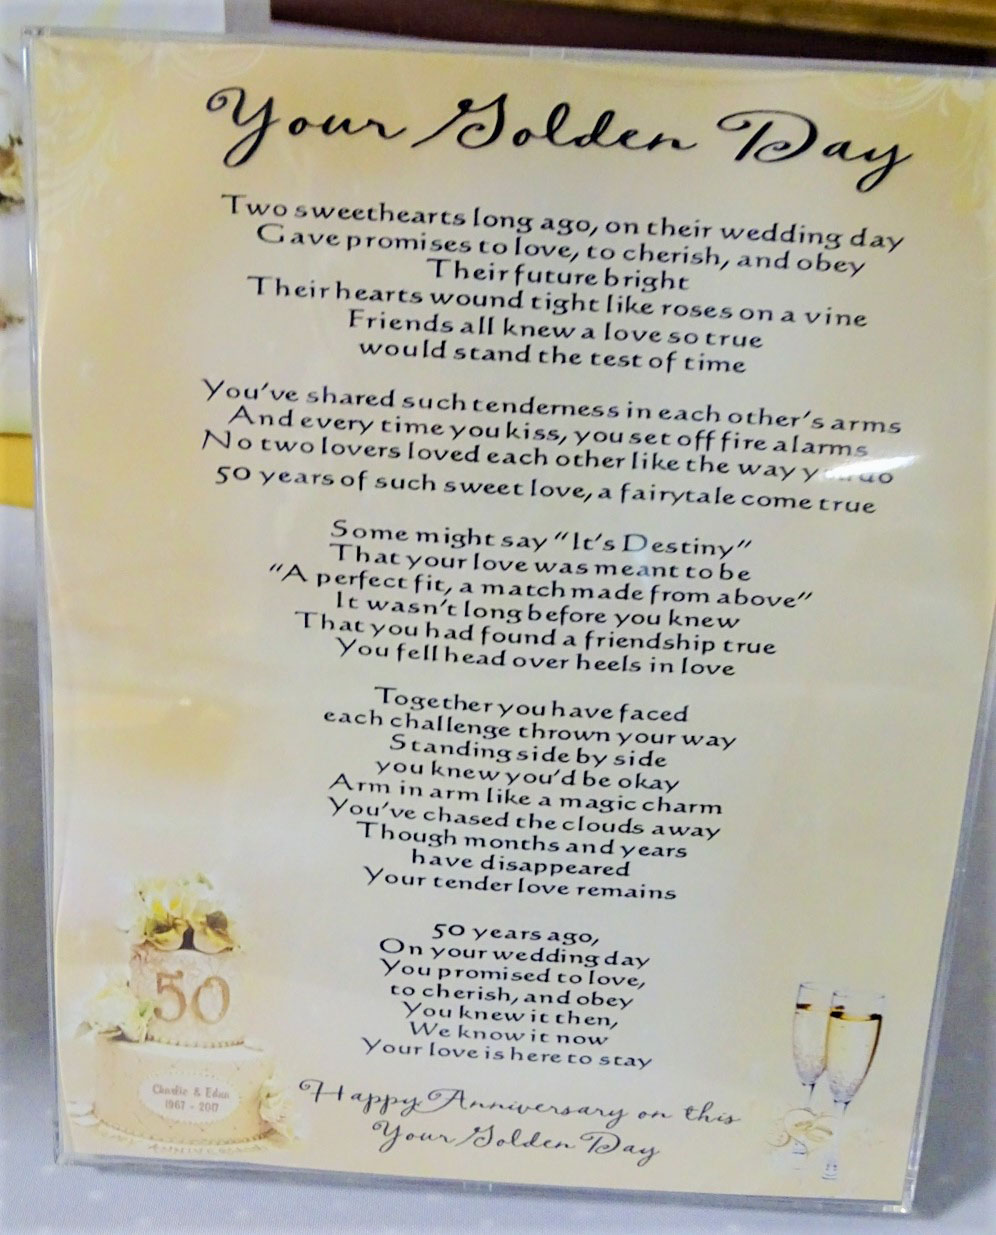 Your Golden Day
Two sweethearts long ago, on their wedding day
Gave promises to love, to cherish, and obey
Their future bright
Their hearts wound tight like roses on a vine
Friends all knew a love so true
would stand the test of time
You've shared such tenderness in each other's arms
And every time you kiss, you set off fire alarms
No two lovers loved each other like the way you do
50 years of such sweet love, a fairytale come true
Some might say "It's Destiny"
That your love was meant to be
"A perfect fit, a match made from above"
It wasn't long before you knew
That you had found a friendship true
You fell head over heels in love
Together you have faced
each challenge thrown your way
Standing side by side
you knew you'd be okay
Arm in arm like a magic charm
You've chased the clouds away
Though months and years
have disappeared
Your tender love remains
50 years ago,
On your wedding day
You promised to love,
to cherish, and obey
You knew it then,
We know it now
Your love is here to stay
Happy Anniversary on this
Your Golden Day
50
Charlie & Edna
1967 - 2017
ANNIVERSARY